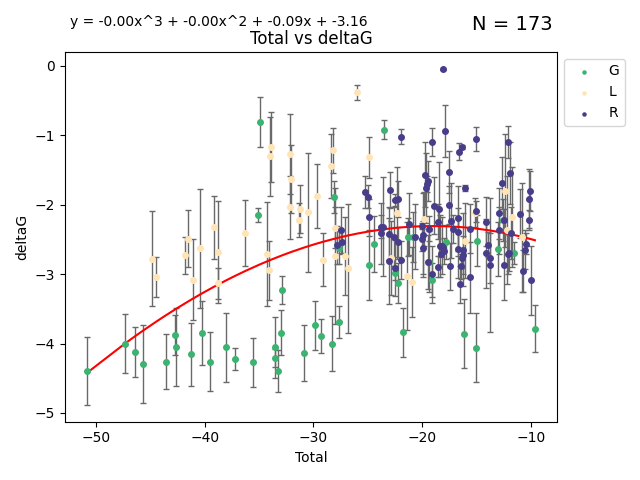 y = -0.00x^3 + -0.00x^2 + -0.09x + -3.16
N = 173
Total vs deltaG
G
L
R
deltaG
0
−1
−2
−3
−4
−5
−50
−40
−30
−20
−10
Total